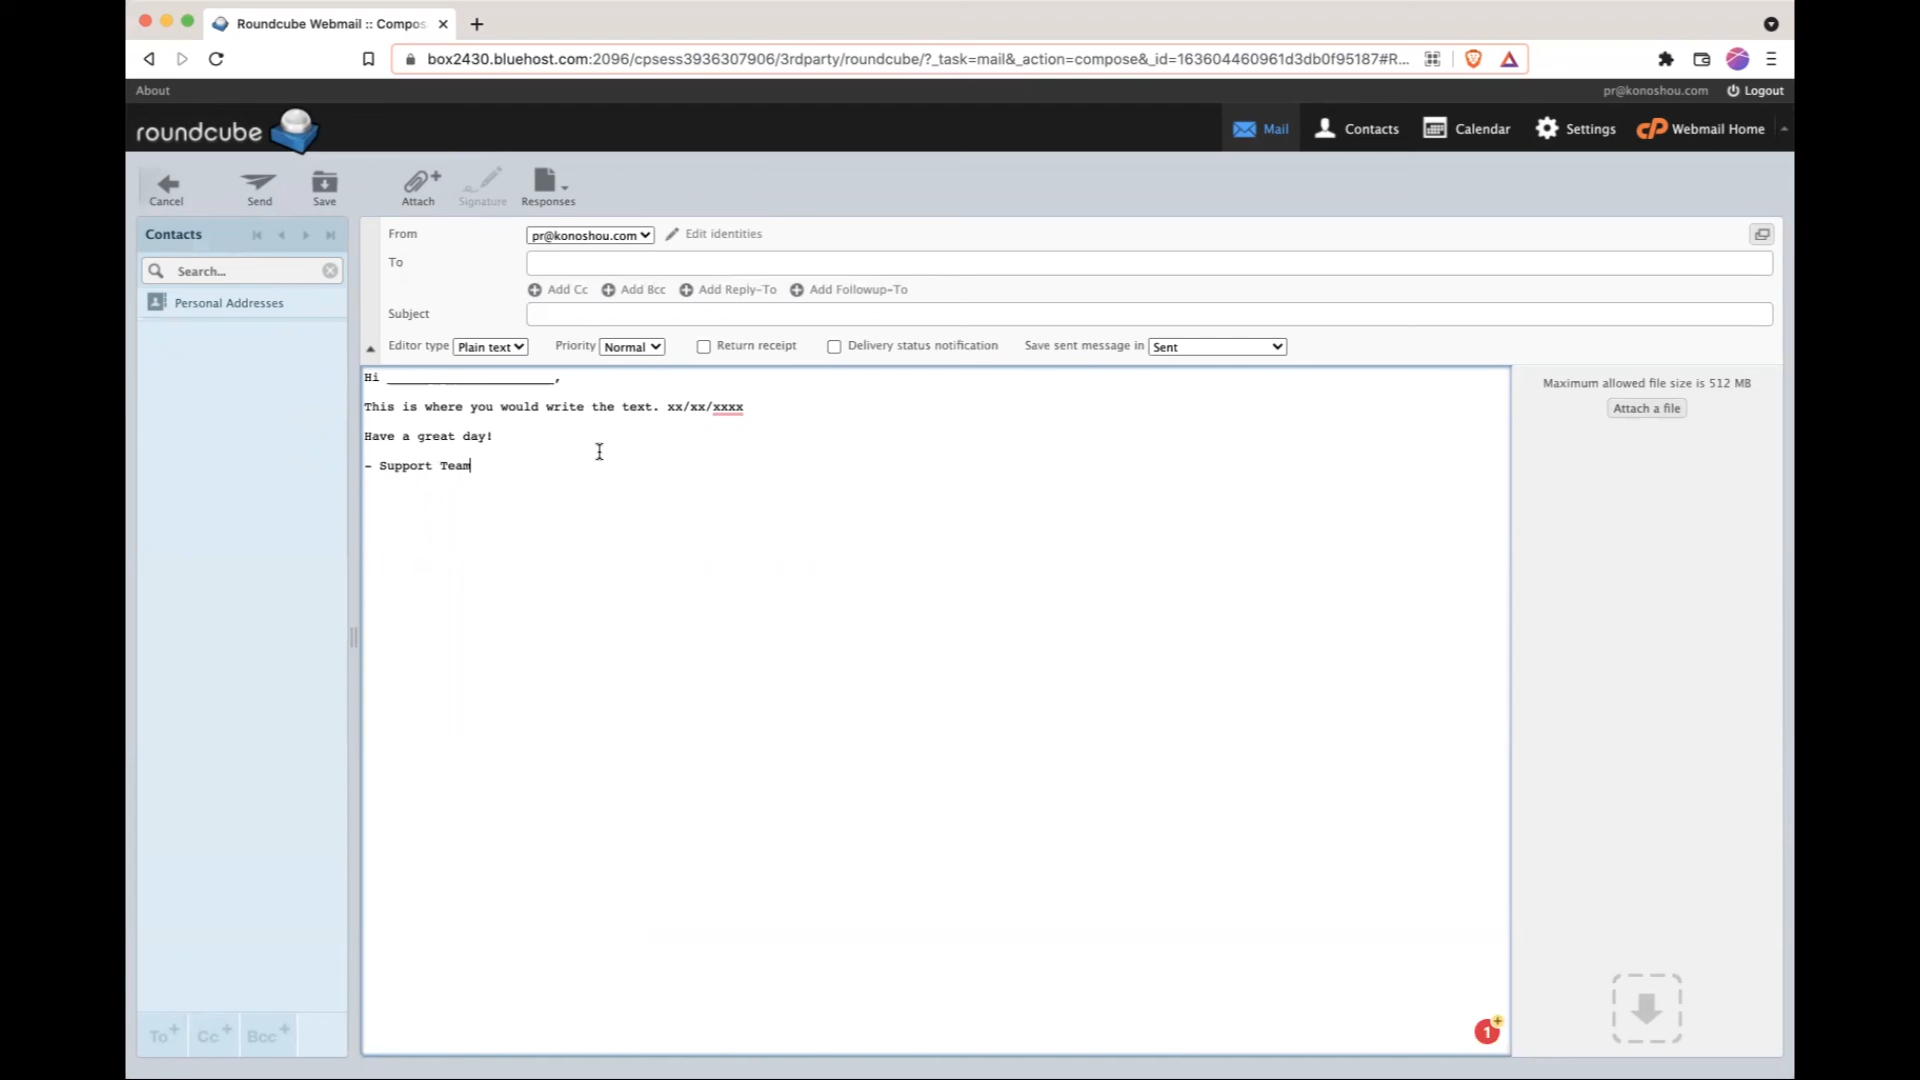 Roundcube Webmail :: Compos
box2430.bluehost.com:2096/cpsess3936307906/3rdparty/roundcube/?_task=mail&_action=compose&_id=163604460961d3db0f95187#R...
About
pr@konoshou.com Logout
roundcube
Mail Contacts Calendar Settings cP Webmail Home
Cancel Send Save Attach Signature Responses
Contacts
Search...
Personal Addresses
From pr@konoshou.com Edit identities
To
Add Cc Add Bcc Add Reply-To Add Followup-To
Subject
Editor type Plain text Priority Normal Return receipt Delivery status notification Save sent message in Sent
Hi ______________________,
This is where you would write the text. xx/xx/xxxx
Have a great day!
- Support Team
Maximum allowed file size is 512 MB
Attach a file
To+ Cc+ Bcc+
1